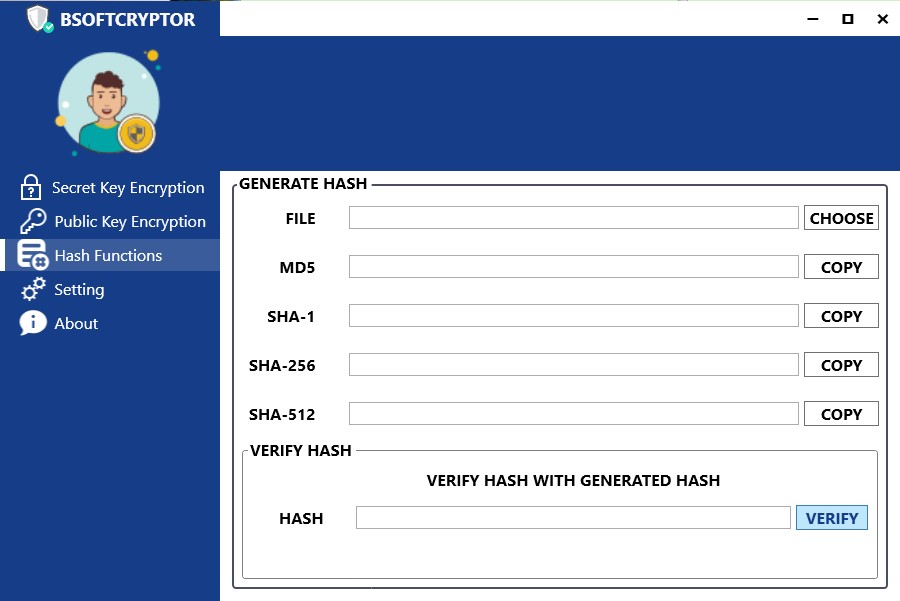 BSOFTCRYPTOR
Secret Key Encryption
Public Key Encryption
Hash Functions
Setting
About
GENERATE HASH
FILE CHOOSE
MD5 COPY
SHA-1 COPY
SHA-256 COPY
SHA-512 COPY
VERIFY HASH
VERIFY HASH WITH GENERATED HASH
HASH VERIFY